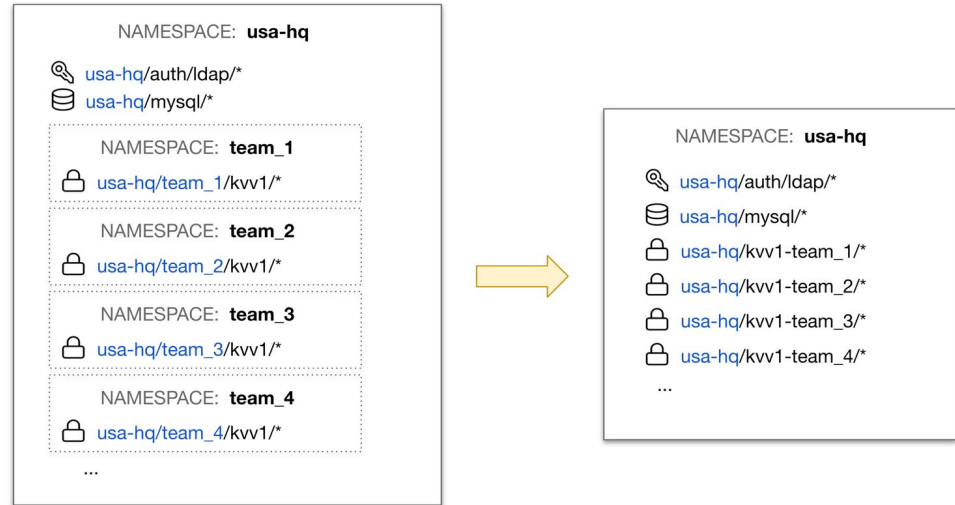 NAMESPACE: usa-hq
usa-hq/auth/ldap/*
usa-hq/mysql/*
NAMESPACE: team_1
usa-hq/team_1/kvv1/*
NAMESPACE: team_2
usa-hq/team_2/kvv1/*
NAMESPACE: team_3
usa-hq/team_3/kvv1/*
NAMESPACE: team_4
usa-hq/team_4/kvv1/*
...
NAMESPACE: usa-hq
usa-hq/auth/ldap/*
usa-hq/mysql/*
usa-hq/kvv1-team_1/*
usa-hq/kvv1-team_2/*
usa-hq/kvv1-team_3/*
usa-hq/kvv1-team_4/*
...